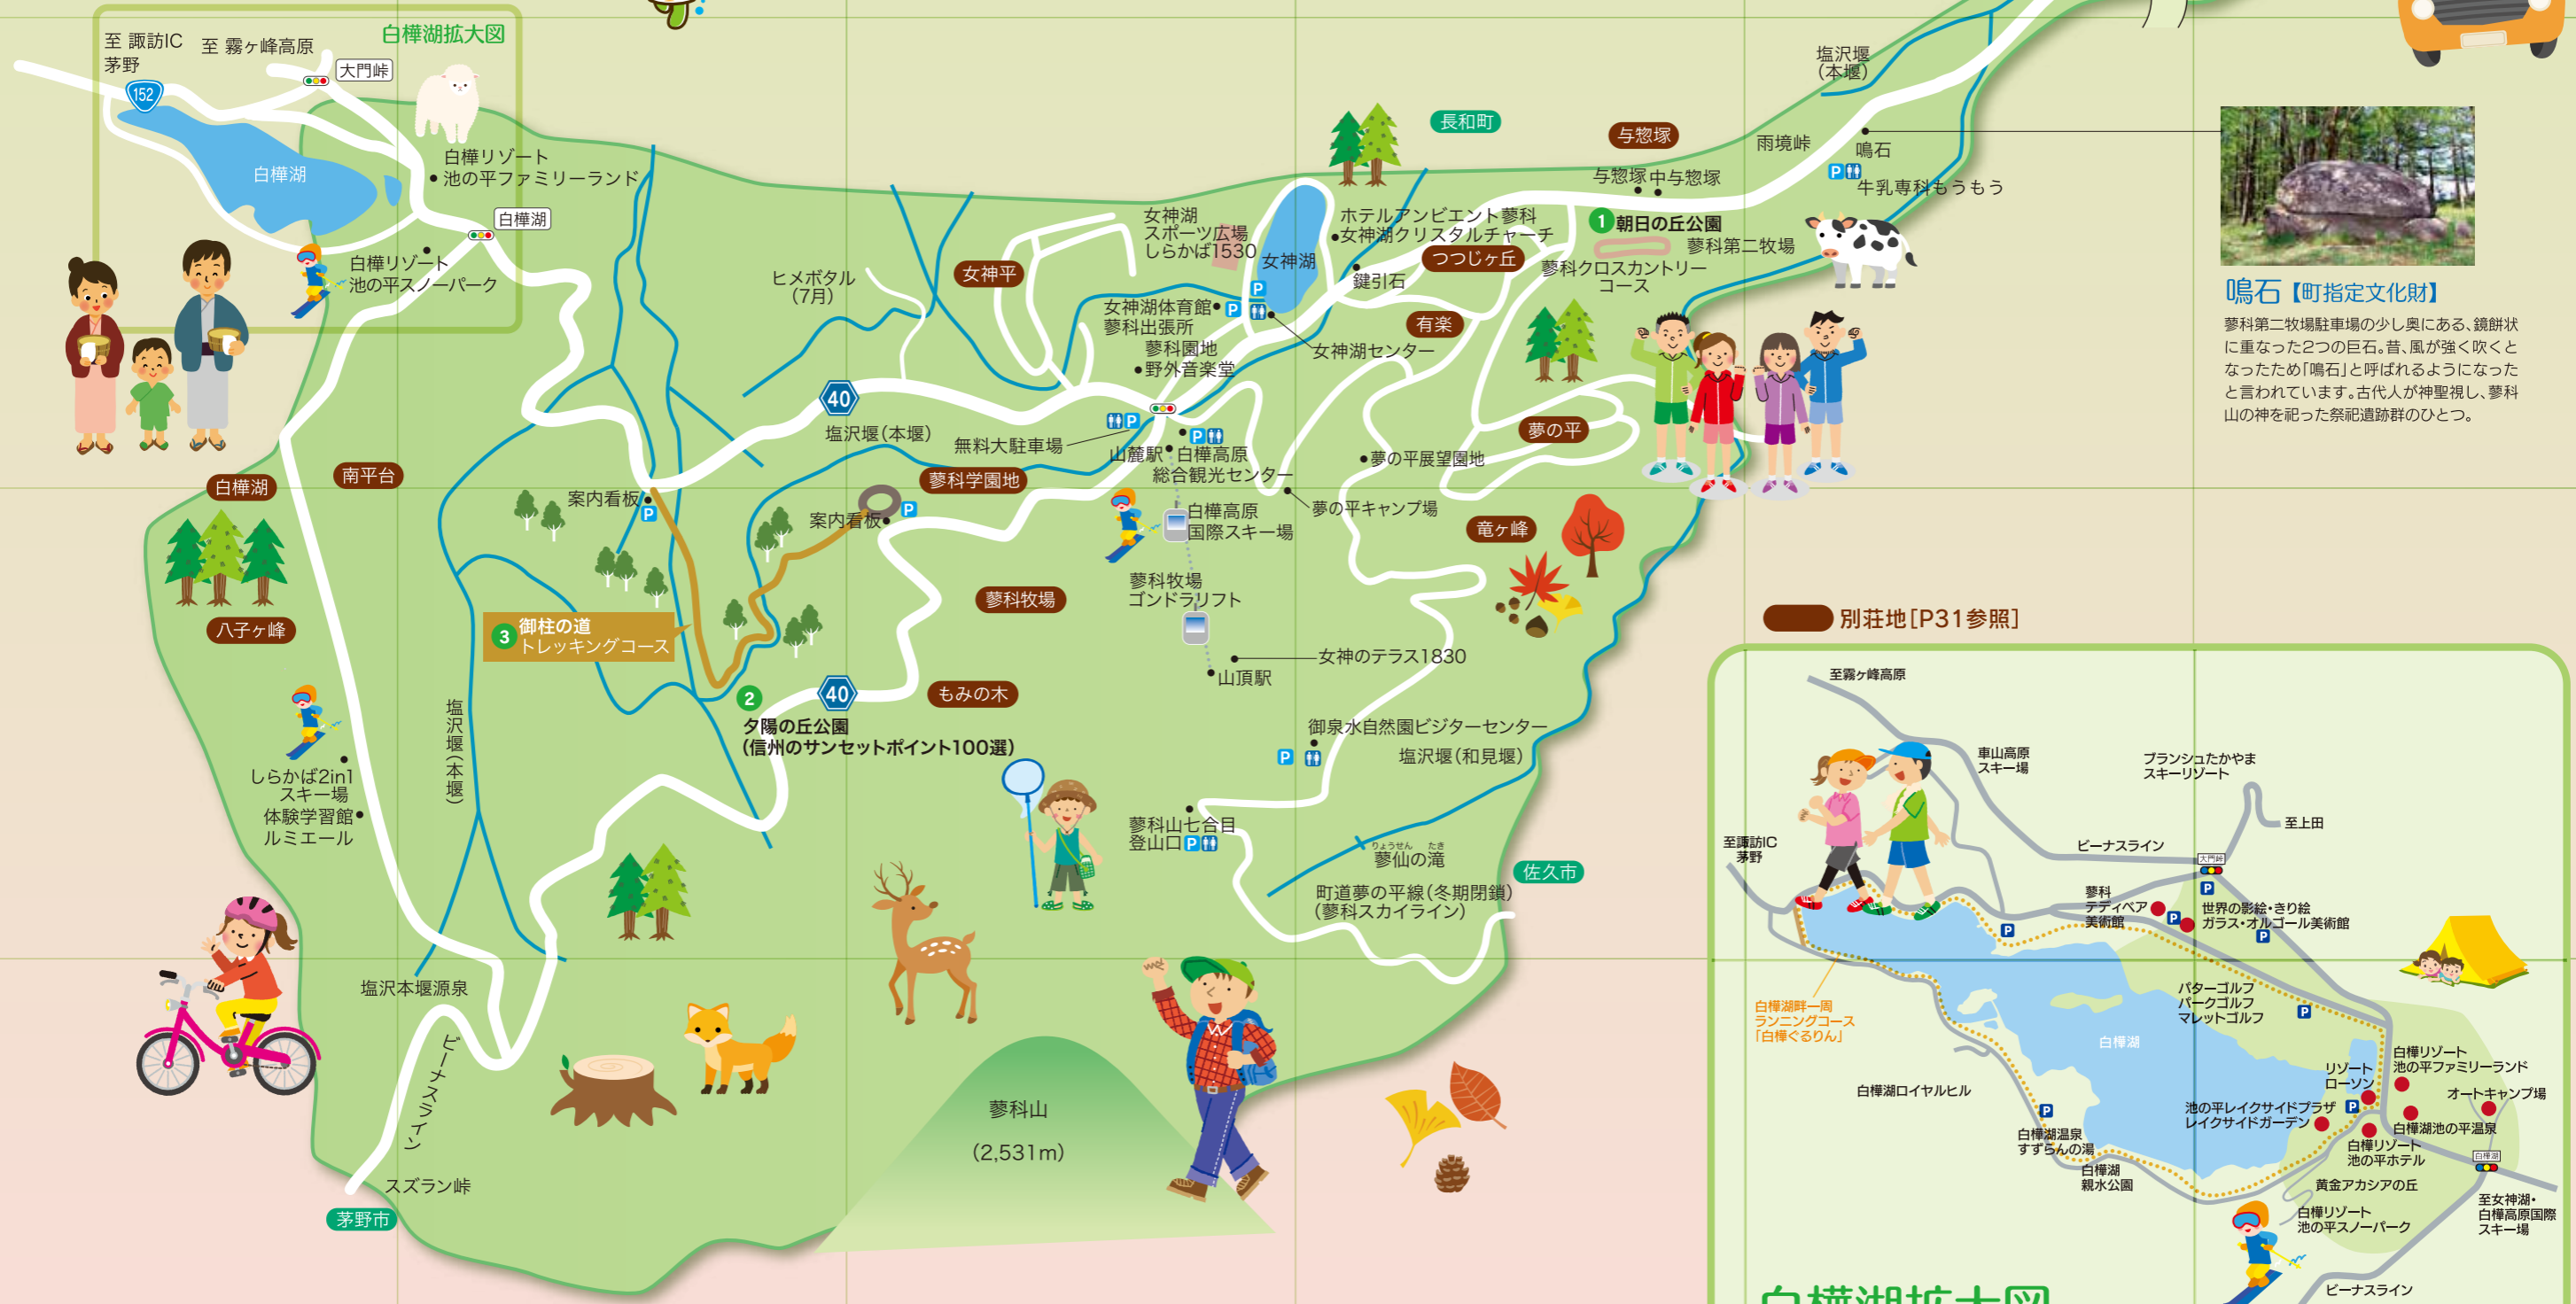 白樺湖拡大図
至 諏訪IC
茅野
至 霧ヶ峰高原
大門峠
152
白樺湖
白樺リゾート
池の平ファミリーランド
白樺湖
白樺リゾート
池の平スノーパーク
ヒメボタル
(7月)
女神平
女神湖
スポーツ広場
しらかば1530
女神湖
長和町
ホテルアンビエント蓼科
女神湖クリスタルチャーチ
つつじヶ丘
鍵引石
与惣塚
与惣塚
中与惣塚
1 朝日の丘公園
蓼科第二牧場
蓼科クロスカントリー
コース
塩沢堰
(本堰)
雨境峠
鳴石
牛乳専科もうもう
鳴石【町指定文化財】
蓼科第二牧場駐車場の少し奥にある、鏡餅状
に重なった2つの巨石。昔、風が強く吹くと
なったため「鳴石」と呼ばれるようになった
と言われています。古代人が神聖視し、蓼科
山の神を祀った祭祀遺跡群のひとつ。
女神湖体育館
蓼科出張所
蓼科園地
野外音楽堂
P
P
女神湖センター
有楽
40
塩沢堰(本堰)
無料大駐車場
P
P
山麓駅
白樺高原
総合観光センター
夢の平
夢の平展望園地
夢の平キャンプ場
白樺湖
南平台
案内看板
P
蓼科学園地
案内看板
P
白樺高原
国際スキー場
竜ヶ峰
蓼科牧場
ゴンドラリフト
蓼科牧場
八子ヶ峰
3 御柱の道
トレッキングコース
女神のテラス1830
山頂駅
2
夕陽の丘公園
(信州のサンセットポイント100選)
40
もみの木
御泉水自然園ビジターセンター
P
塩沢堰(和見堰)
塩沢堰(本堰)
しらかば2in1
スキー場
体験学習館
ルミエール
蓼科山七合目
登山口 P
りょうせん たき
蓼仙の滝
佐久市
町道夢の平線(冬期閉鎖)
(蓼科スカイライン)
塩沢本堰源泉
ビーナスライン
スズラン峠
茅野市
蓼科山
(2,531m)
別荘地[P31参照]
至霧ヶ峰高原
車山高原
スキー場
ブランシュたかやま
スキーリゾート
至上田
至諏訪IC
茅野
ビーナスライン
大門峠
P
蓼科
テディベア
美術館
P
世界の影絵・きり絵
ガラス・オルゴール美術館
P
P
白樺湖畔一周
ランニングコース
「白樺ぐるりん」
パターゴルフ
パークゴルフ
マレットゴルフ
P
白樺湖
リゾート
ローソン
P
白樺リゾート
池の平ファミリーランド
オートキャンプ場
池の平レイクサイドプラザ
レイクサイドガーデン
白樺湖池の平温泉
白樺リゾート
池の平ホテル
白樺湖
白樺湖ロイヤルヒル
P
白樺湖温泉
すずらんの湯
白樺湖
親水公園
黄金アカシアの丘
白樺リゾート
池の平スノーパーク
至女神湖・
白樺高原国際
スキー場
ビーナスライン
白樺湖拡大図